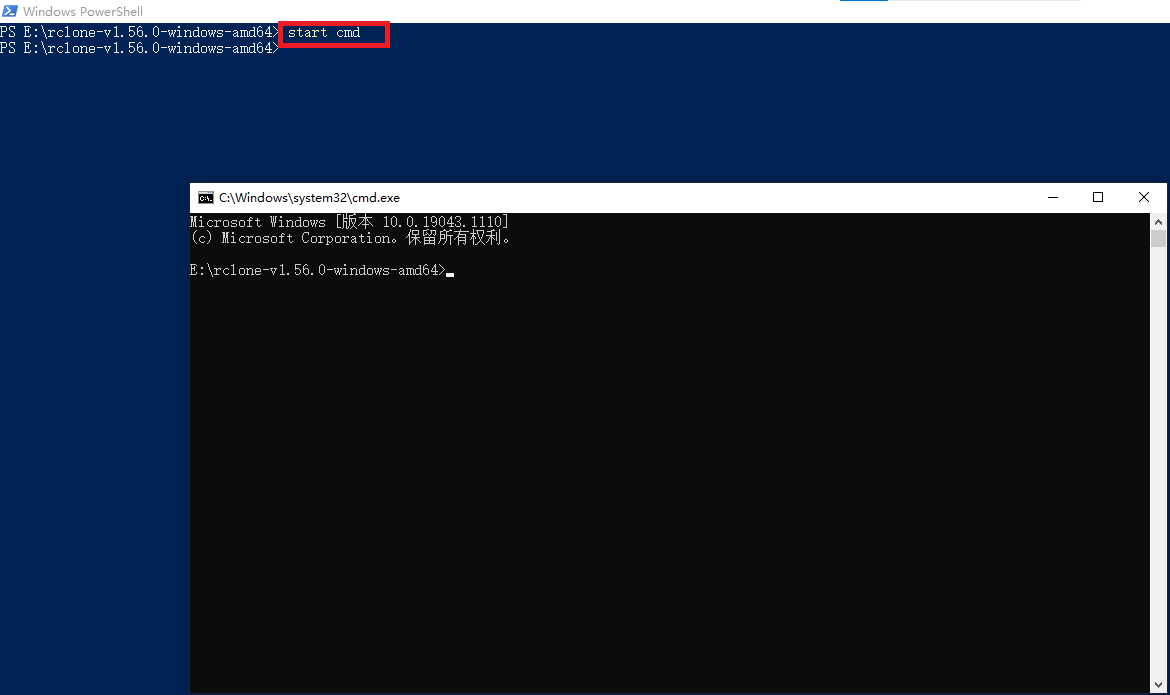 Windows PowerShell
PS E:\rclone-v1.56.0-windows-amd64> start cmd
PS E:\rclone-v1.56.0-windows-amd64>
C:\Windows\system32\cmd.exe
Microsoft Windows [版本 10.0.19043.1110]
(c) Microsoft Corporation。保留所有权利。
E:\rclone-v1.56.0-windows-amd64>